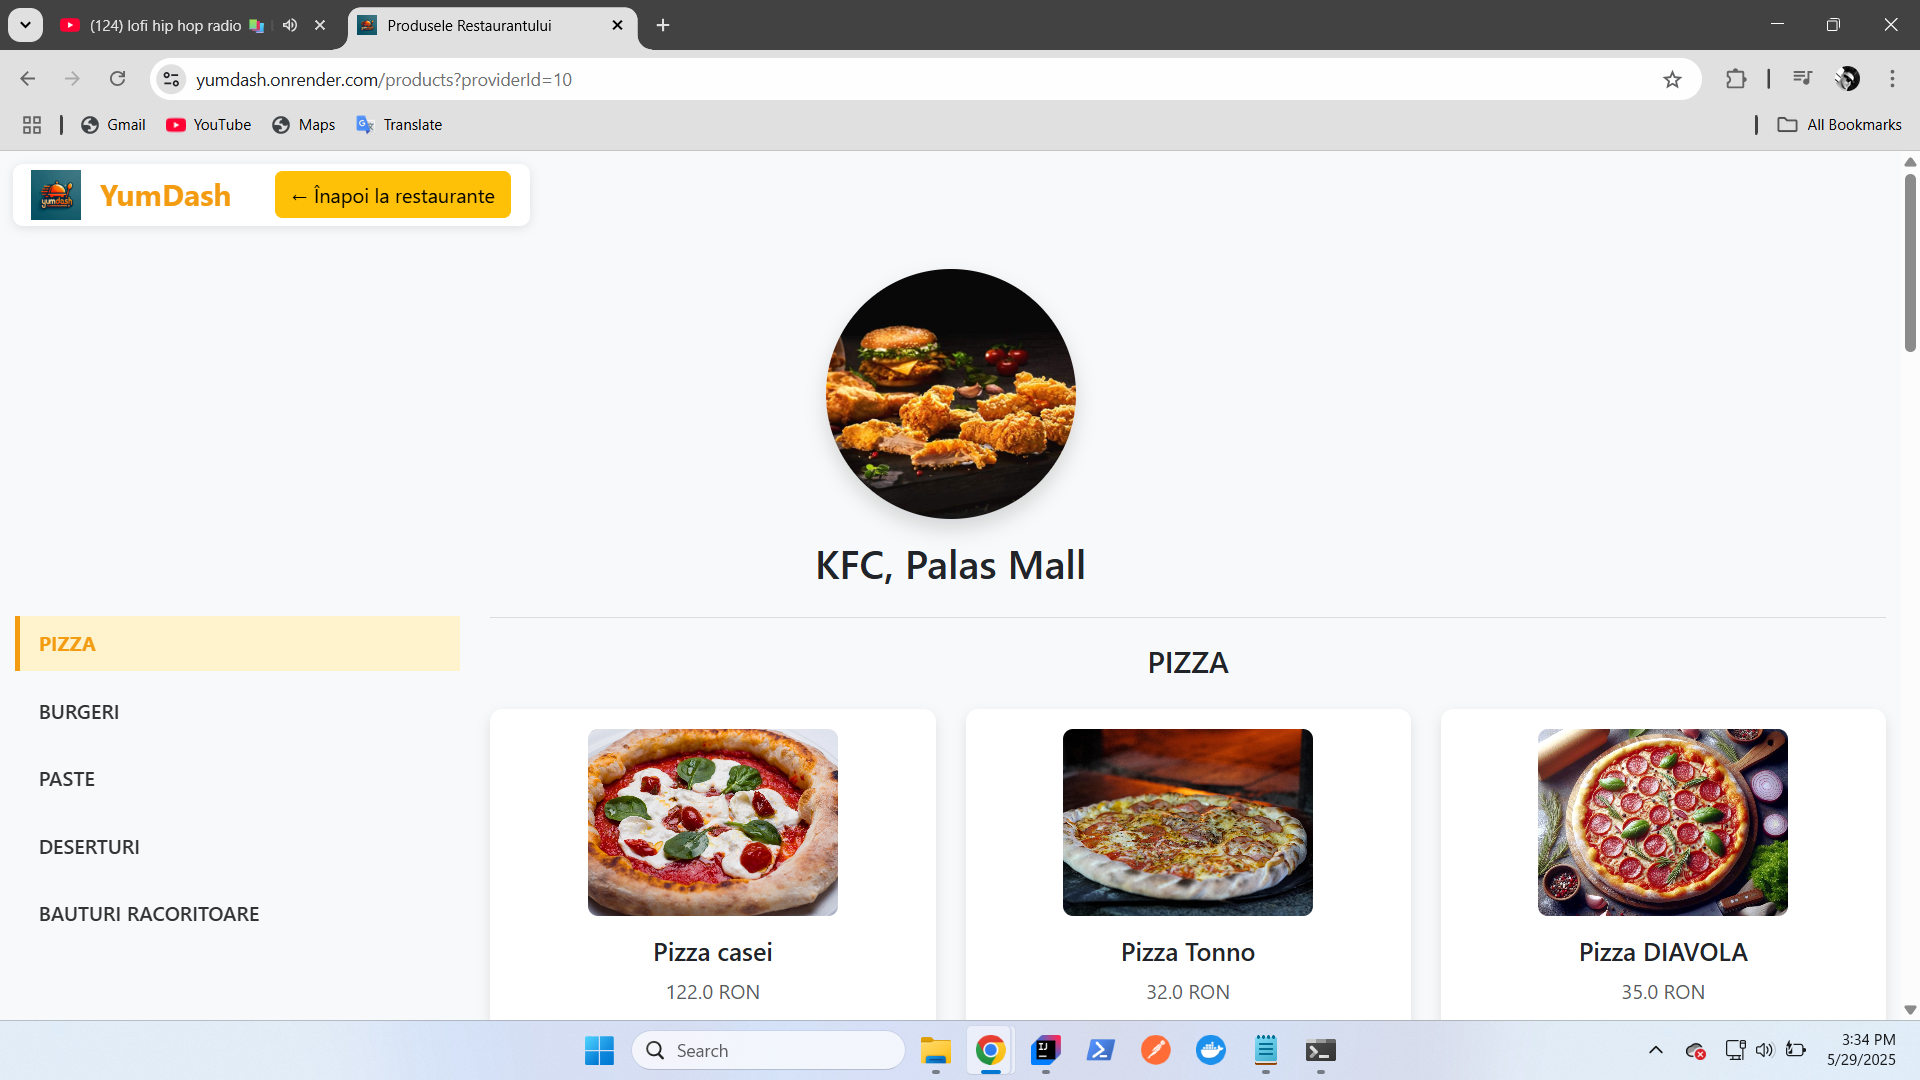 (124) lofi hip hop radio
Produsele Restaurantului
yumdash.onrender.com/products?providerId=10
Gmail
YouTube
Maps
Translate
All Bookmarks
yumdash
YumDash
← Înapoi la restaurante
KFC, Palas Mall
PIZZA
BURGERI
PASTE
DESERTURI
BAUTURI RACORITOARE
PIZZA
Pizza casei
122.0 RON
Pizza Tonno
32.0 RON
Pizza DIAVOLA
35.0 RON
Search
3:34 PM
5/29/2025